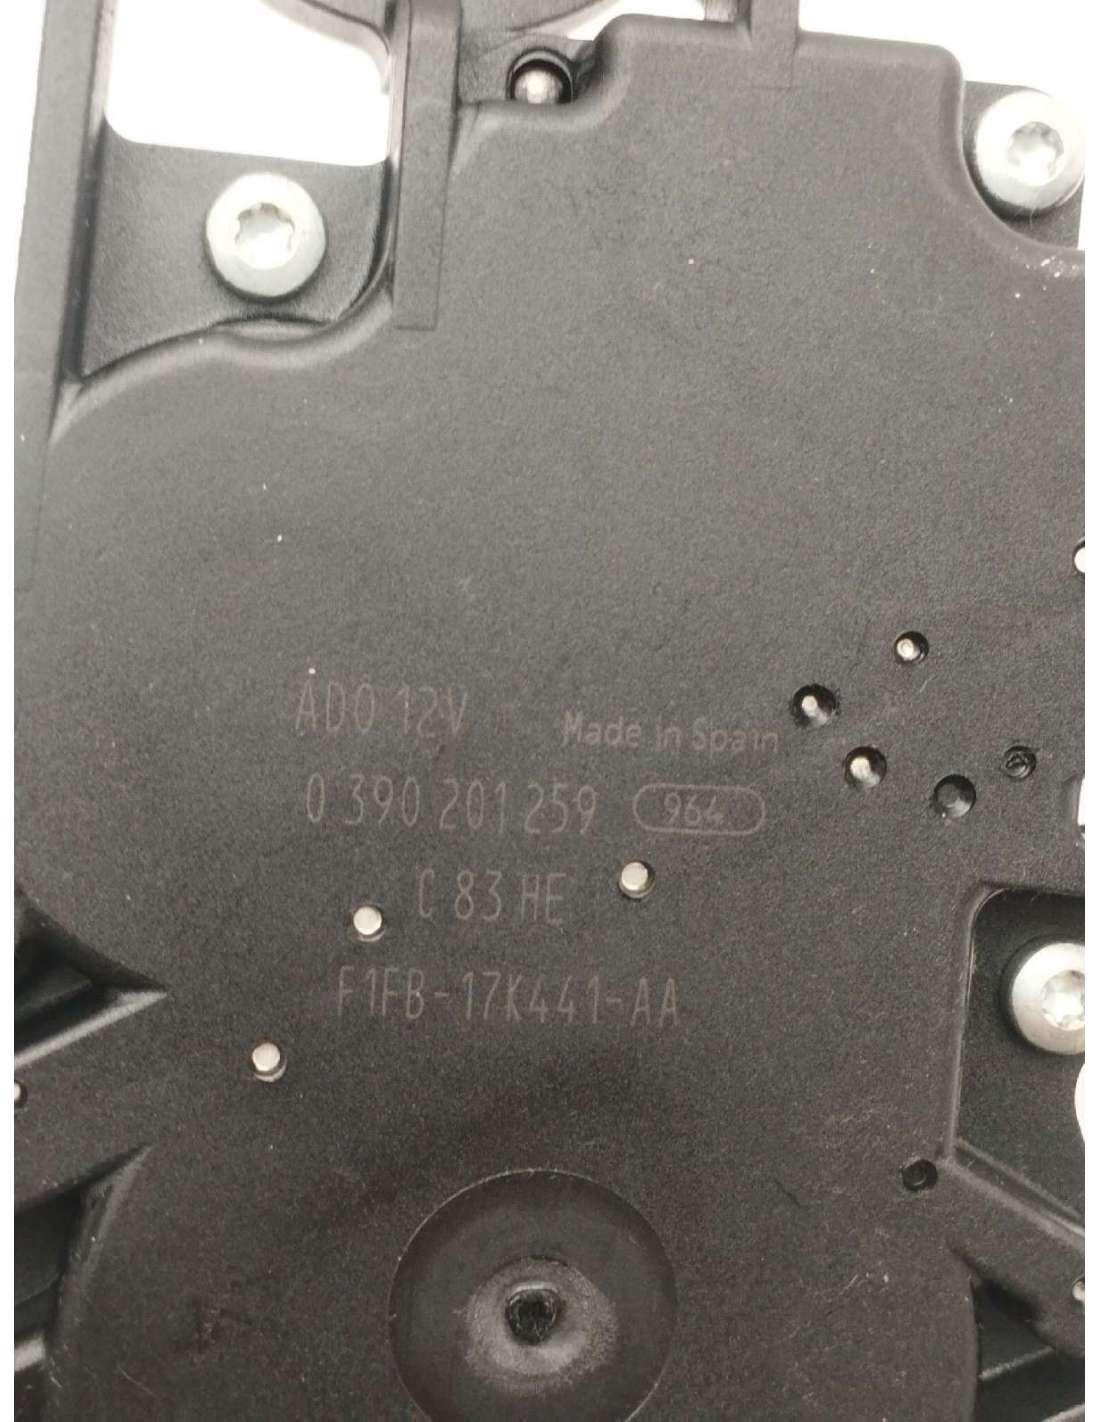 ADO 12V Made in Spain
0 390 201 259 964
C 83 HE
F1FB-17K441-AA